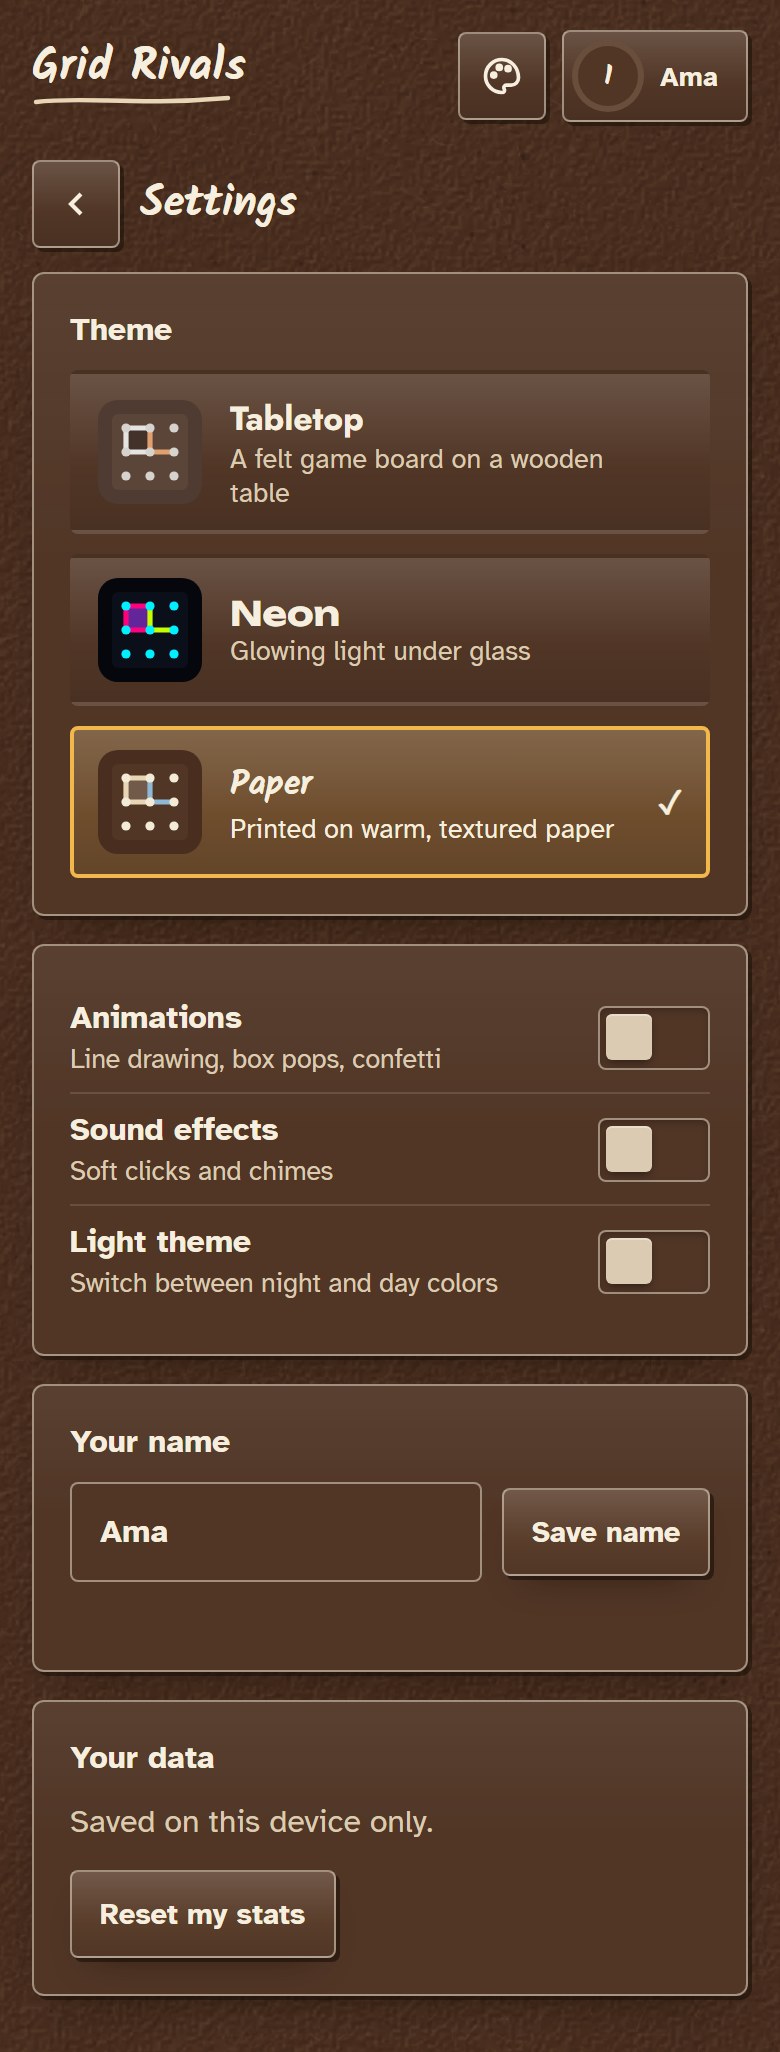 Grid Rivals
1
Ama
Settings
Theme
Tabletop
A felt game board on a wooden
table
Neon
Glowing light under glass
Paper
Printed on warm, textured paper
Animations
Line drawing, box pops, confetti
Sound effects
Soft clicks and chimes
Light theme
Switch between night and day colors
Your name
Ama
Save name
Your data
Saved on this device only.
Reset my stats